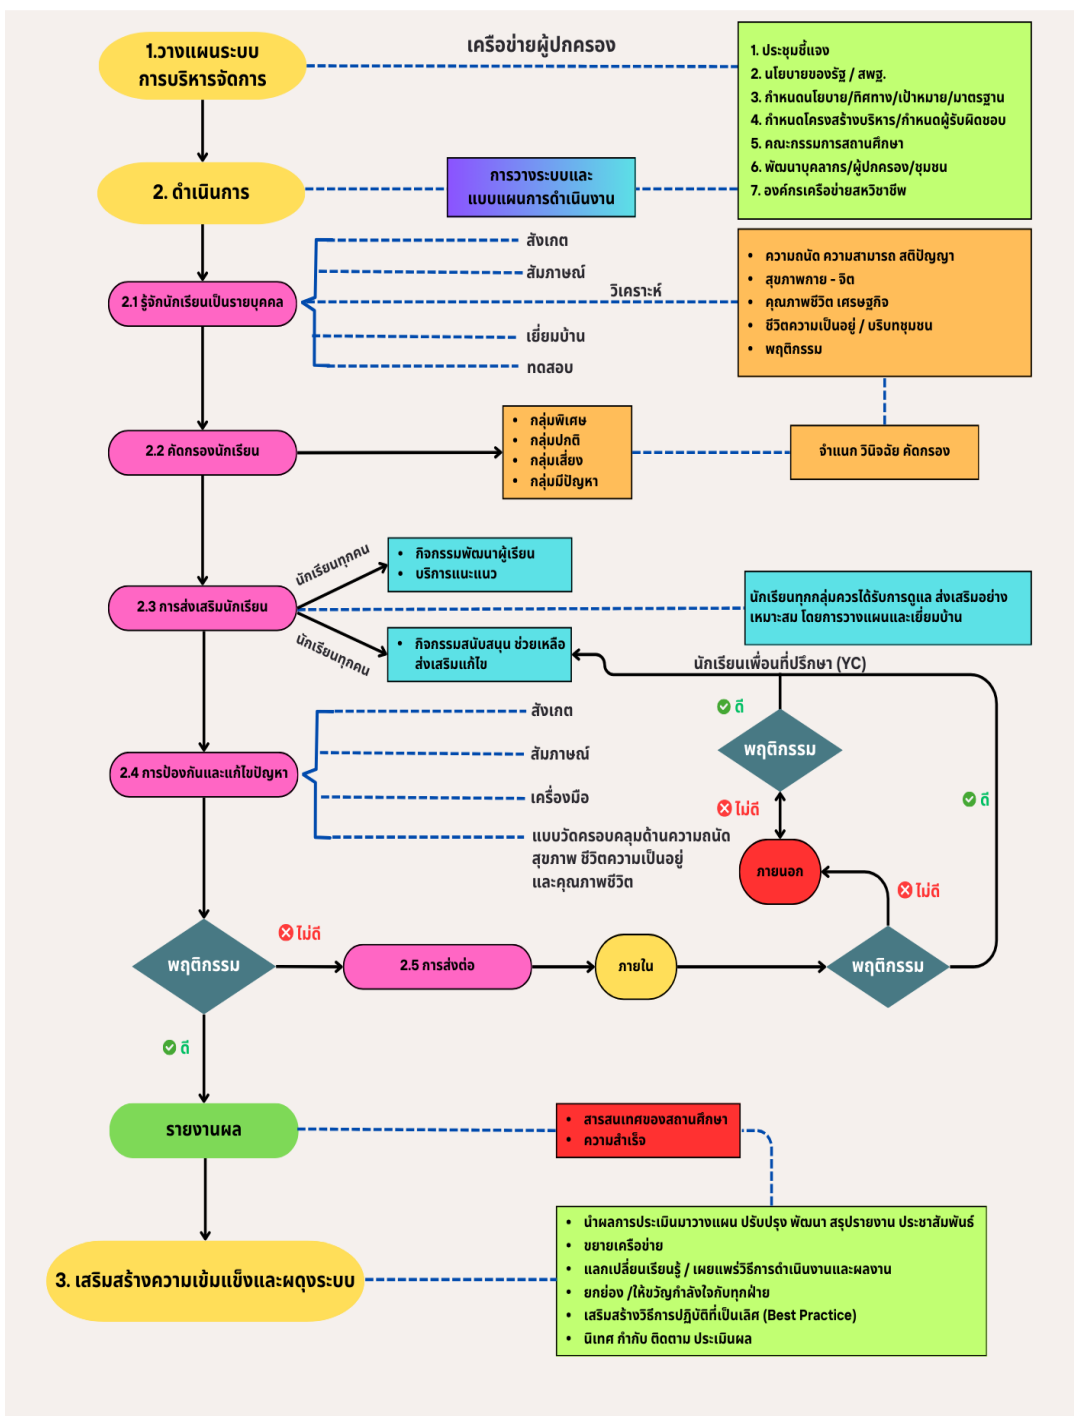 1.วางแผนระบบ
การบริหารจัดการ
เครือข่ายผู้ปกครอง
1. ประชุมชี้แจง
2. นโยบายของรัฐ / สพฐ.
3. กำหนดนโยบาย/ทิศทาง/เป้าหมาย/มาตรฐาน
4. กำหนดโครงสร้างบริหาร/กำหนดผู้รับผิดชอบ
5. คณะกรรมการสถานศึกษา
6. พัฒนาบุคลากร/ผู้ปกครอง/ชุมชน
7. องค์กรเครือข่ายสหวิชาชีพ
2. ดำเนินการ
การวางระบบและ
แบบแผนการดำเนินงาน
2.1 รู้จักนักเรียนเป็นรายบุคคล
สังเกต
สัมภาษณ์
วิเคราะห์
เยี่ยมบ้าน
ทดสอบ
• ความถนัด ความสามารถ สติปัญญา
• สุขภาพกาย - จิต
• คุณภาพชีวิต เศรษฐกิจ
• ชีวิตความเป็นอยู่ / บริบทชุมชน
• พฤติกรรม
2.2 คัดกรองนักเรียน
• กลุ่มพิเศษ
• กลุ่มปกติ
• กลุ่มเสี่ยง
• กลุ่มมีปัญหา
จำแนก วินิจฉัย คัดกรอง
2.3 การส่งเสริมนักเรียน
นักเรียนทุกคน
• กิจกรรมพัฒนาผู้เรียน
• บริการแนะแนว
นักเรียนทุกคน
• กิจกรรมสนับสนุน ช่วยเหลือ
ส่งเสริมแก้ไข
นักเรียนทุกกลุ่มควรได้รับการดูแล ส่งเสริมอย่าง
เหมาะสม โดยการวางแผนและเยี่ยมบ้าน
นักเรียนเพื่อนที่ปรึกษา (YC)
ดี
พฤติกรรม
ไม่ดี
ภายนอก
ดี
ไม่ดี
2.4 การป้องกันและแก้ไขปัญหา
สังเกต
สัมภาษณ์
เครื่องมือ
แบบวัดครอบคลุมด้านความถนัด
สุขภาพ ชีวิตความเป็นอยู่
และคุณภาพชีวิต
พฤติกรรม
ไม่ดี
2.5 การส่งต่อ
ภายใน
พฤติกรรม
ดี
รายงานผล
• สารสนเทศของสถานศึกษา
• ความสำเร็จ
3. เสริมสร้างความเข้มแข็งและผดุงระบบ
• นำผลการประเมินมาวางแผน ปรับปรุง พัฒนา สรุปรายงาน ประชาสัมพันธ์
• ขยายเครือข่าย
• แลกเปลี่ยนเรียนรู้ / เผยแพร่วิธีการดำเนินงานและผลงาน
• ยกย่อง /ให้ขวัญกำลังใจกับทุกฝ่าย
• เสริมสร้างวิธีการปฏิบัติที่เป็นเลิศ (Best Practice)
• นิเทศ กำกับ ติดตาม ประเมินผล